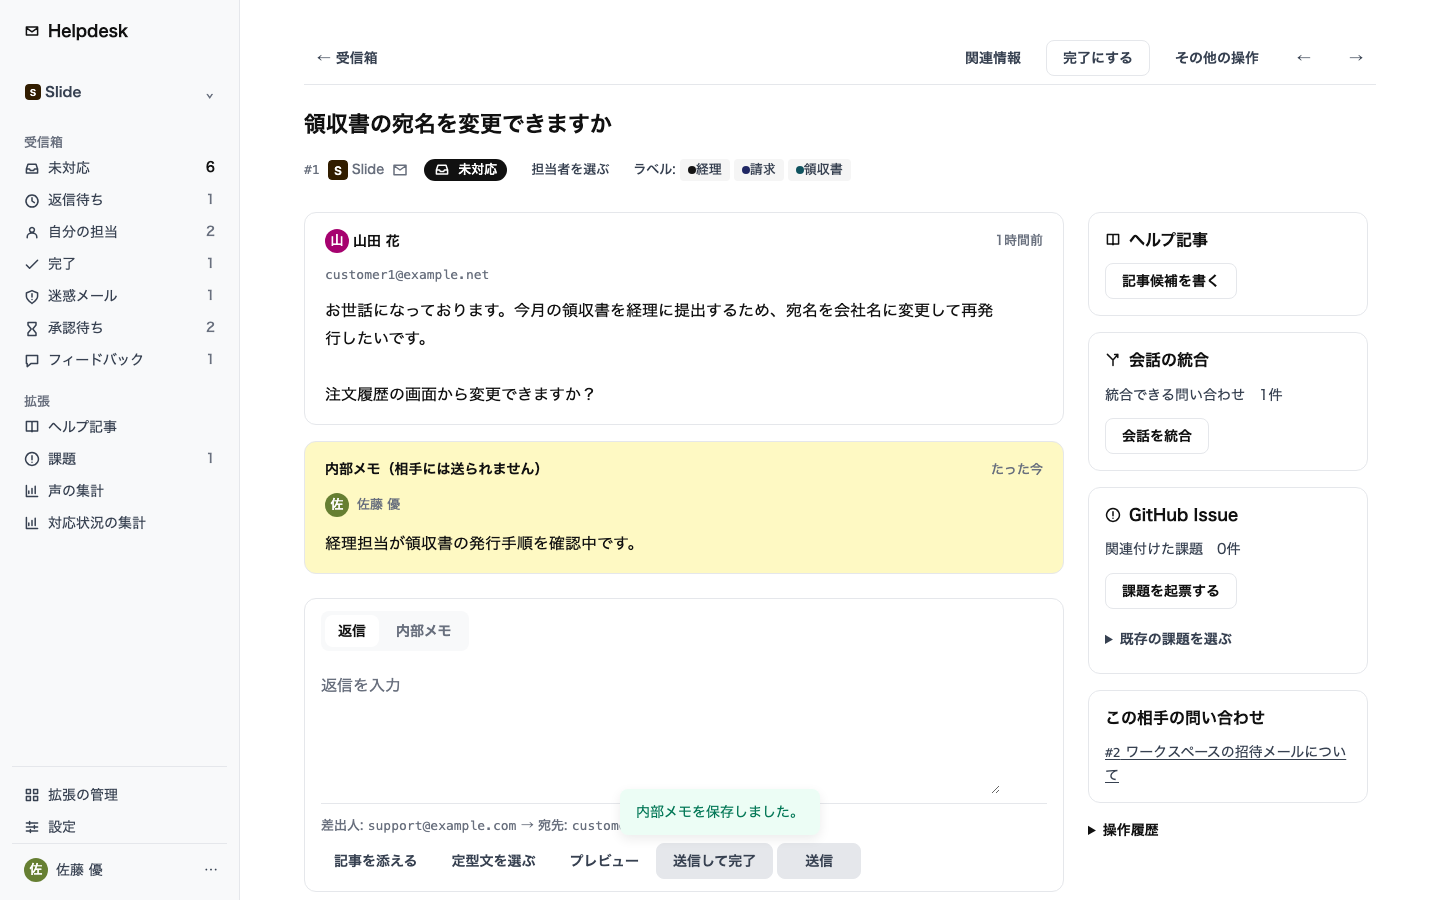 Helpdesk
S Slide
受信箱
未対応 6
返信待ち 1
自分の担当 2
完了 1
迷惑メール 1
承認待ち 2
フィードバック 1
拡張
ヘルプ記事
課題 1
声の集計
対応状況の集計
拡張の管理
設定
佐 佐藤 優 …
← 受信箱 関連情報 完了にする その他の操作 ← →
領収書の宛名を変更できますか
#1 S Slide 未対応 担当者を選ぶ ラベル: 経理 請求 領収書
山 山田 花 1時間前
customer1@example.net
お世話になっております。今月の領収書を経理に提出するため、宛名を会社名に変更して再発
行したいです。
注文履歴の画面から変更できますか？
内部メモ（相手には送られません） たった今
佐 佐藤 優
経理担当が領収書の発行手順を確認中です。
返信 内部メモ
返信を入力
差出人: support@example.com → 宛先: custom
内部メモを保存しました。
記事を添える 定型文を選ぶ プレビュー 送信して完了 送信
ヘルプ記事
記事候補を書く
会話の統合
統合できる問い合わせ 1件
会話を統合
GitHub Issue
関連付けた課題 0件
課題を起票する
▶ 既存の課題を選ぶ
この相手の問い合わせ
#2 ワークスペースの招待メールについ
て
▶ 操作履歴